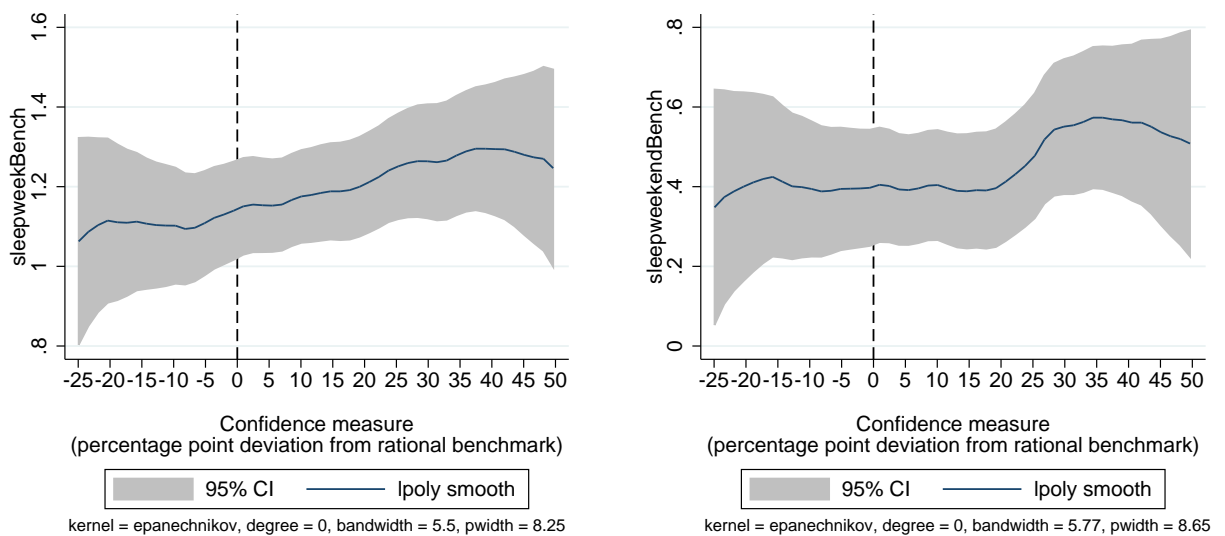 sleepweekBench
1.6
1.4
1.2
1
.8
-25 -20 -15 -10 -5 0 5 10 15 20 25 30 35 40 45 50
Confidence measure
(percentage point deviation from rational benchmark)
95% CI lpoly smooth
kernel = epanechnikov, degree = 0, bandwidth = 5.5, pwidth = 8.25
sleepweekendBench
.8
.6
.4
.2
0
-25 -20 -15 -10 -5 0 5 10 15 20 25 30 35 40 45 50
Confidence measure
(percentage point deviation from rational benchmark)
95% CI lpoly smooth
kernel = epanechnikov, degree = 0, bandwidth = 5.77, pwidth = 8.65